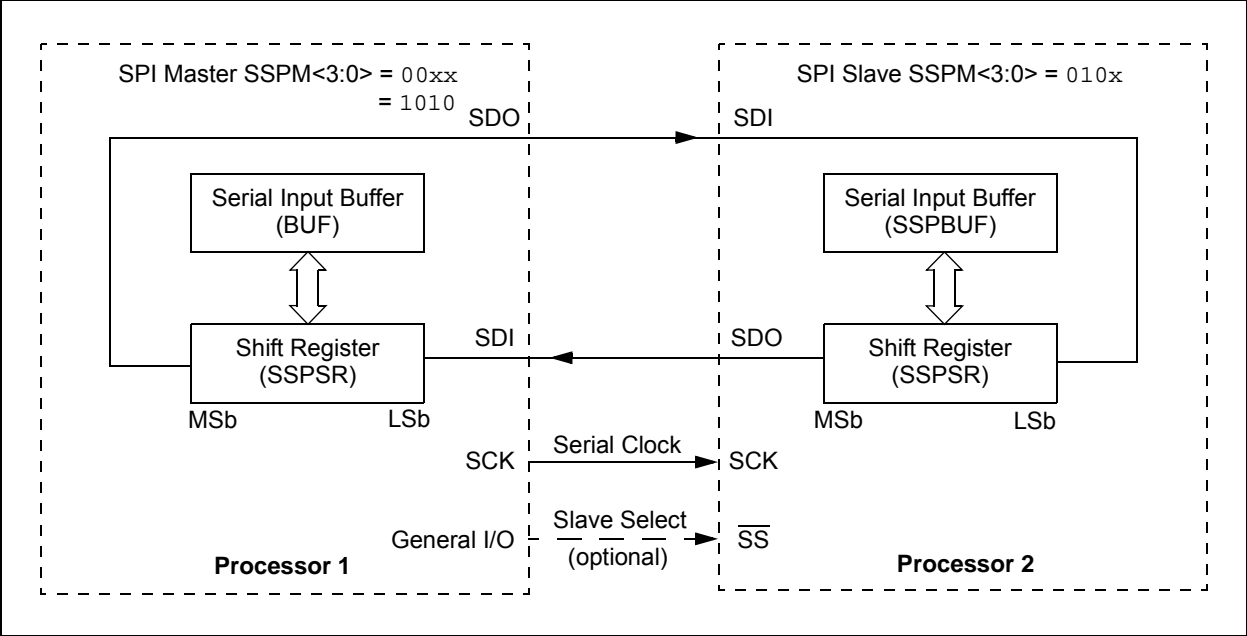 SPI Master SSPM<3:0> = 00xx
= 1010
SDO
Serial Input Buffer
(BUF)
Shift Register
(SSPSR)
MSb
LSb
SDI
SCK
General I/O
Processor 1
Serial Clock
Slave Select
(optional)
SPI Slave SSPM<3:0> = 010x
SDI
Serial Input Buffer
(SSPBUF)
SDO
Shift Register
(SSPSR)
MSb
LSb
SCK
S̅S̅
Processor 2